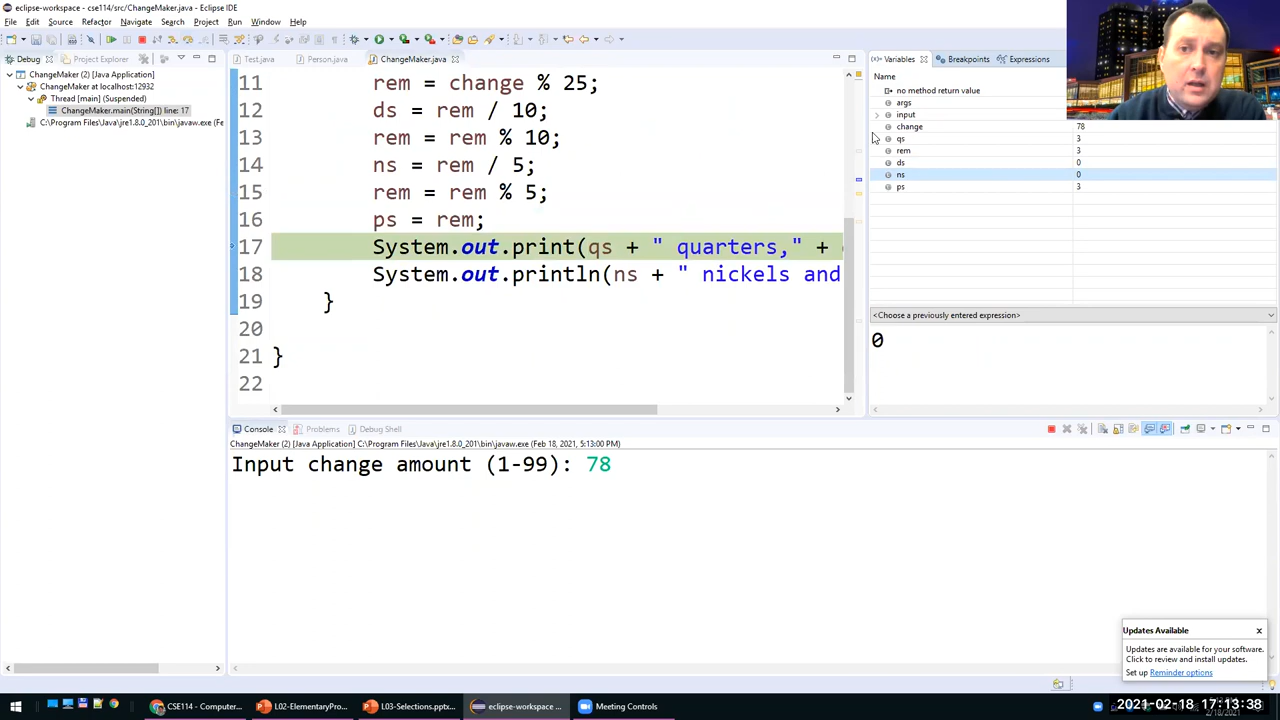 eclipse-workspace - cse114/src/ChangeMaker.java - Eclipse IDE
File Edit Source Refactor Navigate Search Project Run Window Help
Debug Project Explorer
ChangeMaker (2) [Java Application]
ChangeMaker at localhost:12932
Thread [main] (Suspended)
ChangeMaker.main(String[]) line: 17
C:\Program Files\Java\jre1.8.0_201\bin\javaw.exe (Fe
Test.java Person.java ChangeMaker.java
11 rem = change % 25;
12 ds = rem / 10;
13 rem = rem % 10;
14 ns = rem / 5;
15 rem = rem % 5;
16 ps = rem;
17 System.out.print(qs + " quarters," +
18 System.out.println(ns + " nickels and
19 }
20
21 }
22
Variables Breakpoints Expressions
Name
no method return value
args
input
change 78
qs 3
rem 3
ds 0
ns 0
ps 3
<Choose a previously entered expression>
0
Console Problems Debug Shell
ChangeMaker (2) [Java Application] C:\Program Files\Java\jre1.8.0_201\bin\javaw.exe (Feb 18, 2021, 5:13:00 PM)
Input change amount (1-99): 78
Updates Available
Updates are available for your software.
Click to review and install updates.
Set up Reminder options
CSE114 - Computer... L02-ElementaryPro... L03-Selections.pptx... eclipse-workspace ... Meeting Controls
2021-02-18 17:13:38